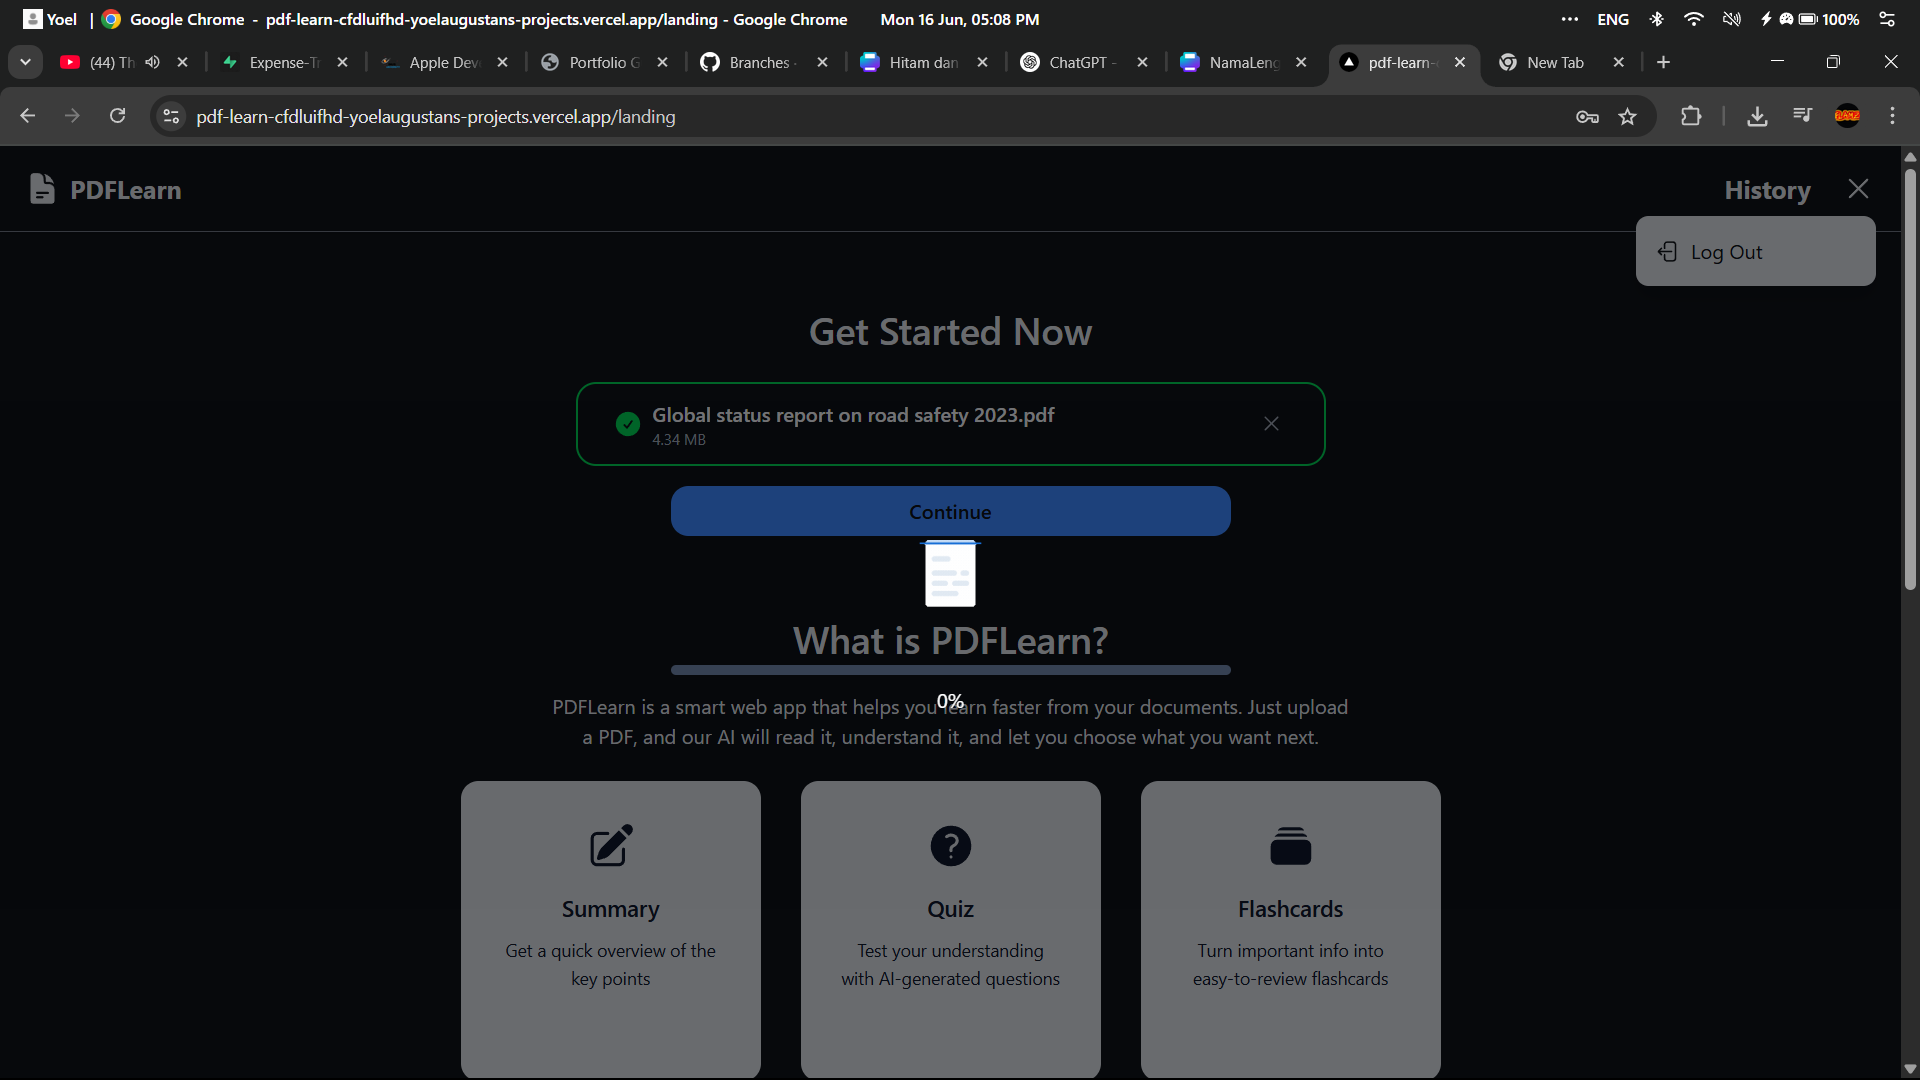 Yoel | Google Chrome - pdf-learn-cfdluifhd-yoelaugustans-projects.vercel.app/landing - Google Chrome Mon 16 Jun, 05:08 PM ENG 100%
(44) Th Expense-Tr Apple Dev Portfolio G Branches - Hitam dan ChatGPT - NamaLeng pdf-learn- New Tab
pdf-learn-cfdluifhd-yoelaugustans-projects.vercel.app/landing
PDFLearn History
Log Out
Get Started Now
Global status report on road safety 2023.pdf
4.34 MB
Continue
What is PDFLearn?
0%
PDFLearn is a smart web app that helps you learn faster from your documents. Just upload
a PDF, and our AI will read it, understand it, and let you choose what you want next.
Summary
Get a quick overview of the
key points
Quiz
Test your understanding
with AI-generated questions
Flashcards
Turn important info into
easy-to-review flashcards